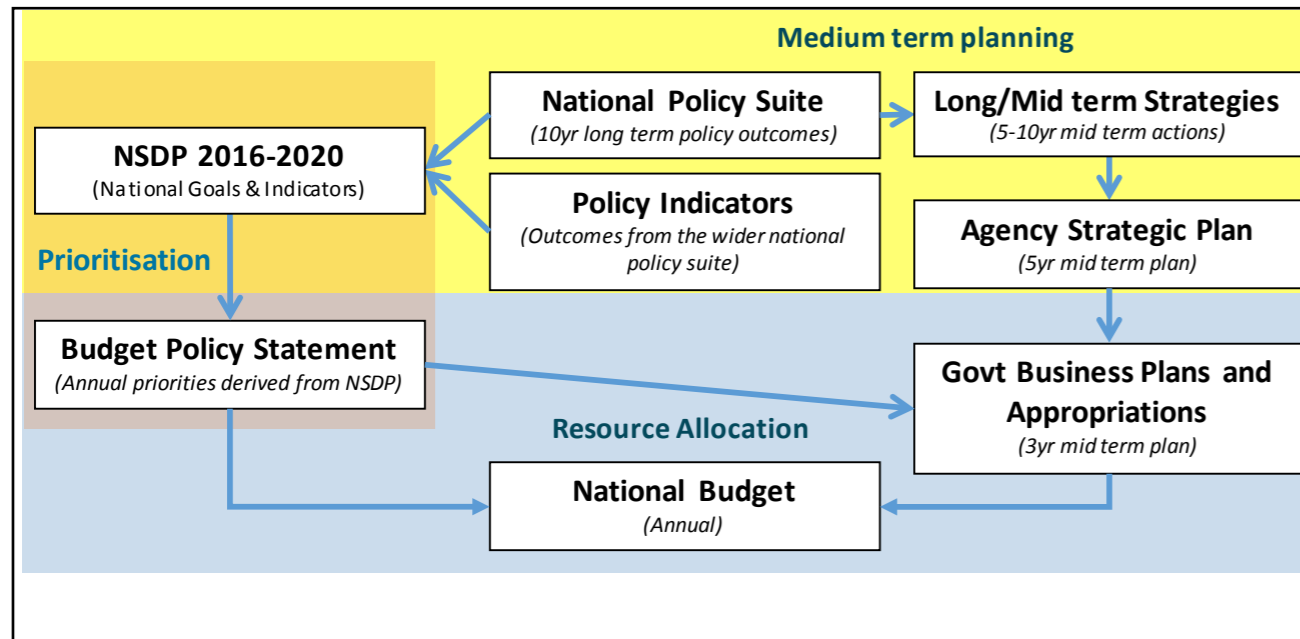 Medium term planning
National Policy Suite
(10yr long term policy outcomes)
Long/Mid term Strategies
(5-10yr mid term actions)
NSDP 2016-2020
(National Goals & Indicators)
Policy Indicators
(Outcomes from the wider national
policy suite)
Agency Strategic Plan
(5yr mid term plan)
Prioritisation
Budget Policy Statement
(Annual priorities derived from NSDP)
Govt Business Plans and
Appropriations
(3yr mid term plan)
Resource Allocation
National Budget
(Annual)